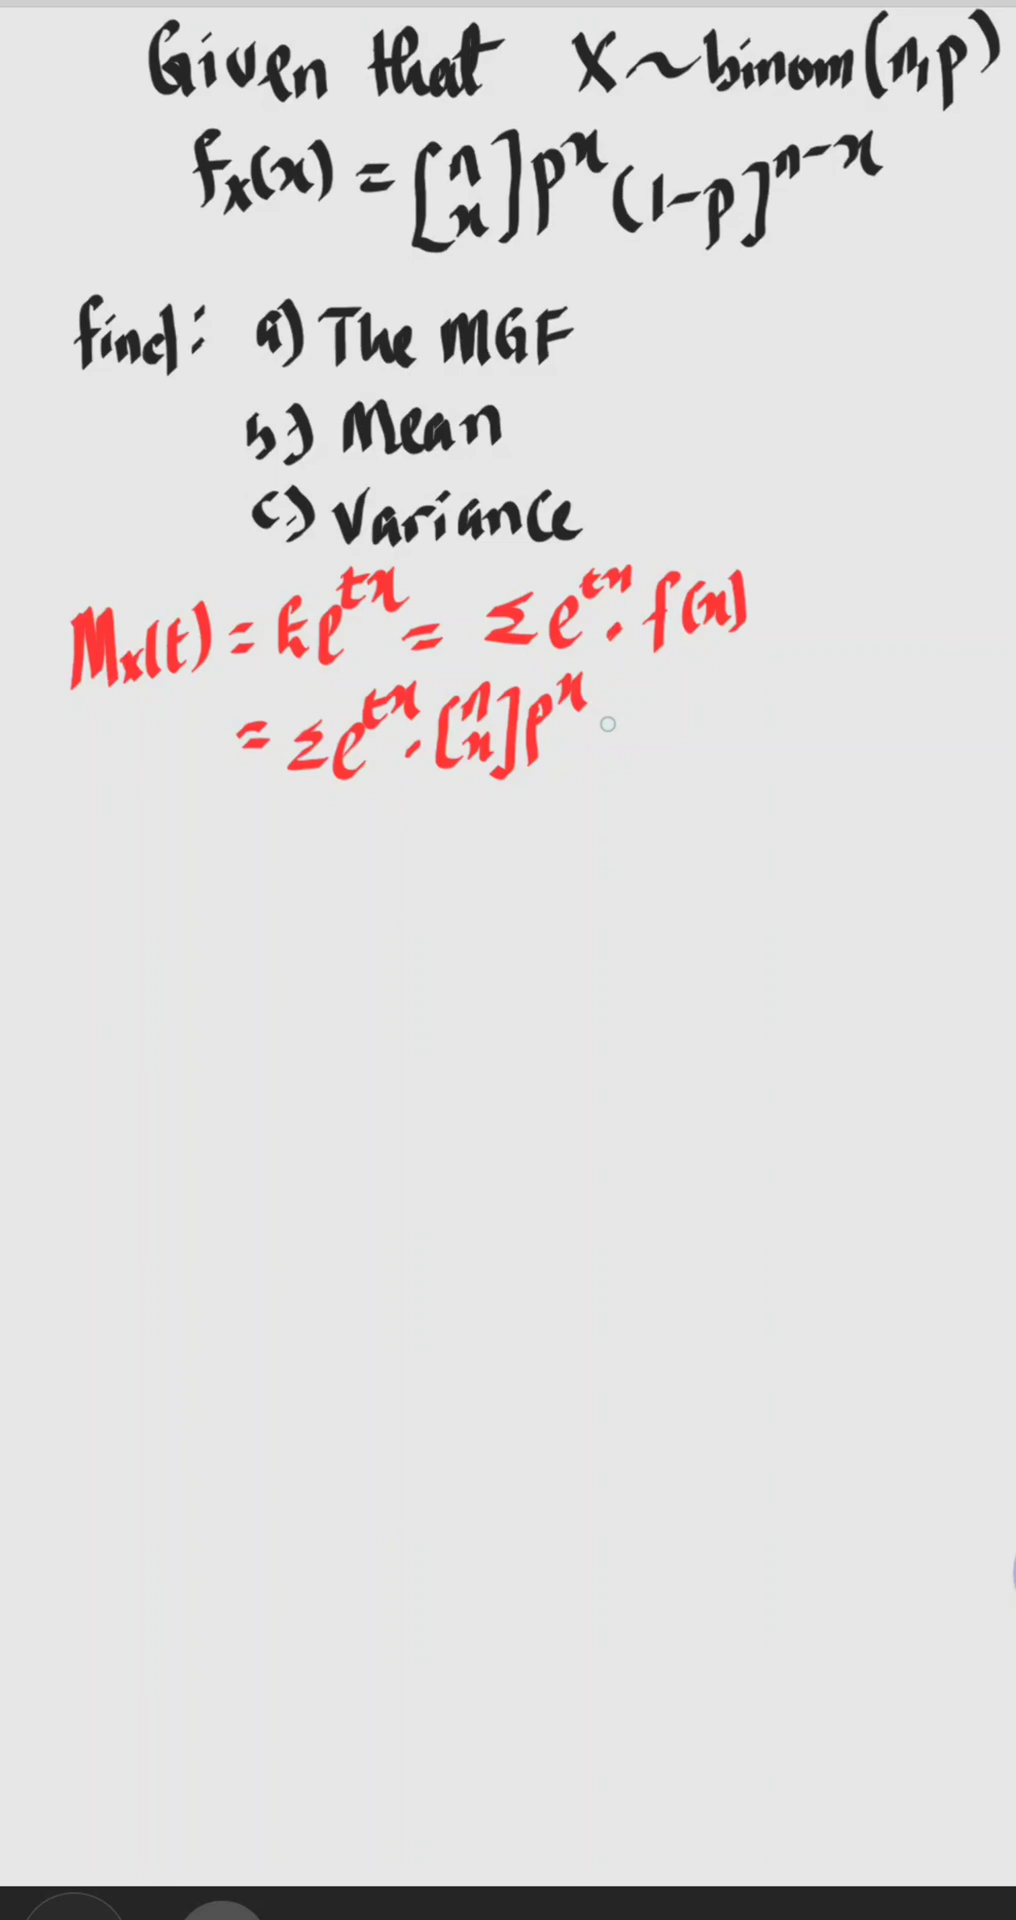 Given that X~binom(n,p)
fx(x) = [n x]p^x (1-p]^n-x
find: a) The MGF
b) Mean
c) Variance
Mx(t) = Ee^tx = Σe^tx. f(x)
= Σe^tx. [n x]p^x